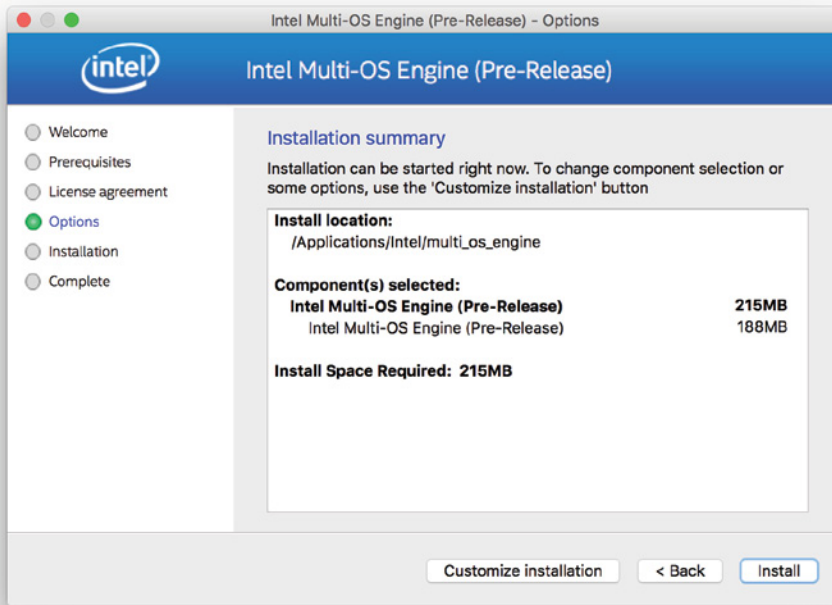 Intel Multi-OS Engine (Pre-Release) - Options
intel
Intel Multi-OS Engine (Pre-Release)
Welcome
Prerequisites
License agreement
Options
Installation
Complete
Installation summary
Installation can be started right now. To change component selection or
some options, use the 'Customize installation' button
Install location:
/Applications/Intel/multi_os_engine
Component(s) selected:
Intel Multi-OS Engine (Pre-Release) 215MB
Intel Multi-OS Engine (Pre-Release) 188MB
Install Space Required: 215MB
Customize installation
< Back
Install